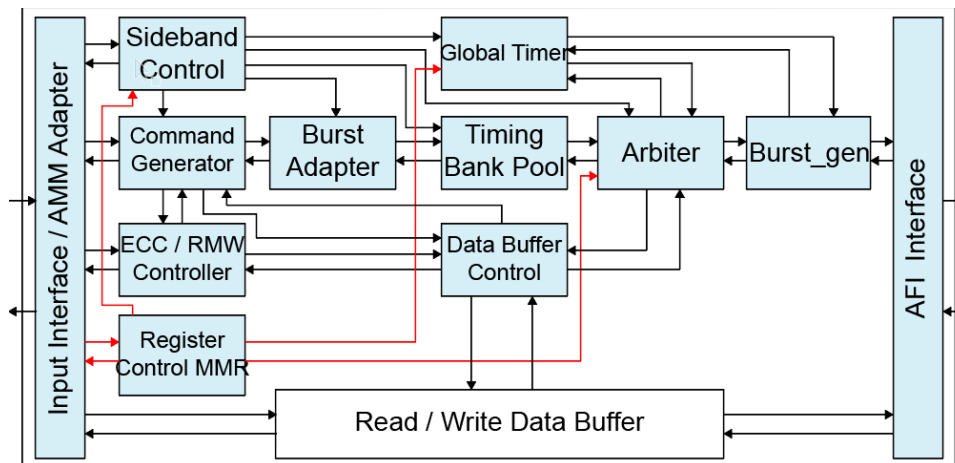 Input Interface / AMM Adapter
Sideband
Control
Global Timer
Command
Generator
Burst
Adapter
Timing
Bank Pool
Arbiter
Burst_gen
AFI Interface
ECC / RMW
Controller
Data Buffer
Control
Register
Control MMR
Read / Write Data Buffer